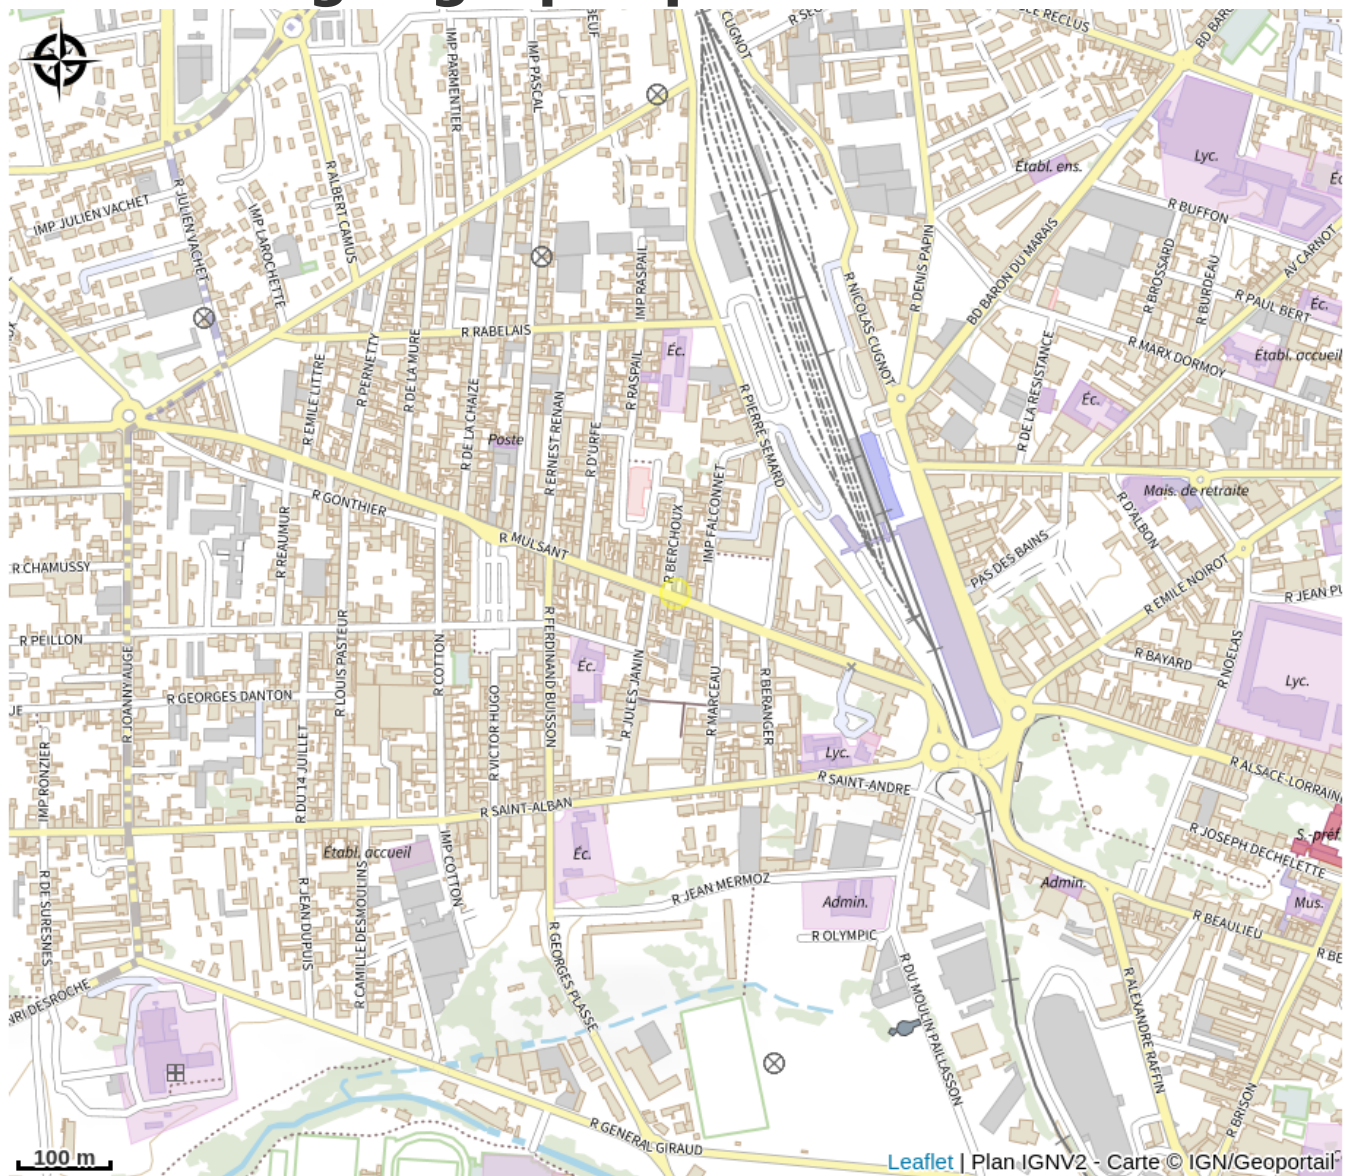 R CUGNOT
R ALBERT CAMUS
IMP PARMENTIER
IMP PASCAL
R JULIEN VACHET
IMP JULIEN VACHET
IMP LAROCHETTE
IMP RASPAIL
R NICOLAS CUGNOT
R DENIS PAPIN
BD BARON DU MARAIS
Etabl. ens.
Lyc.
R BUFFON
R BROSSARD
R BURDEAU
AV CARNOT
R PAUL BERT
Éc.
R MARX DORMOY
Établ. accueil
R RABELAIS
R EMILE LITTRE
R PERNETTY
R DE LA MURE
R DE LA CHAIZE
Poste
R ERNEST RENAN
R D'URFE
R RASPAIL
Éc.
R PIERRE SEMARD
R DE LA RESISTANCE
Éc.
R GONTHIER
R REAUMUR
R MULSANT
R BERCHOUX
IMP FALCONNET
Mais. de retraite
R D'ALBON
PAS DES BAINS
R EMILE NOIROT
R CHAMUSSY
R PEILLON
R JOANNY AUGE
R LOUIS PASTEUR
R COTTON
R FERDINAND BUISSON
Éc.
R JULES JANIN
R MARCEAU
R BERANGER
R BAYARD
R NOELAS
Lyc.
R GEORGES DANTON
R VICTOR HUGO
Lyc.
IMP RONZIER
R DU 14 JUILLET
R SAINT-ALBAN
R SAINT-ANDRE
R ALSACE-LORRAINE
R JOSEPH DECHELETTE
S.-préf.
Établ. accueil
IMP COTTON
Éc.
R JEAN MERMOZ
Admin.
R OLYMPIC
Admin.
Mus.
R BEAULIEU
R DE SURESNES
R JEAN DUPUIS
R CAMILLE DESMOULINS
R GEORGES PLASSE
R DU MOULIN PAILLASSON
R ALEXANDRE RAFFIN
R BRISON
NRI DESROCHE
R GENERAL GIRAUD
100 m
Leaflet | Plan IGNV2 - Carte © IGN/Geoportail